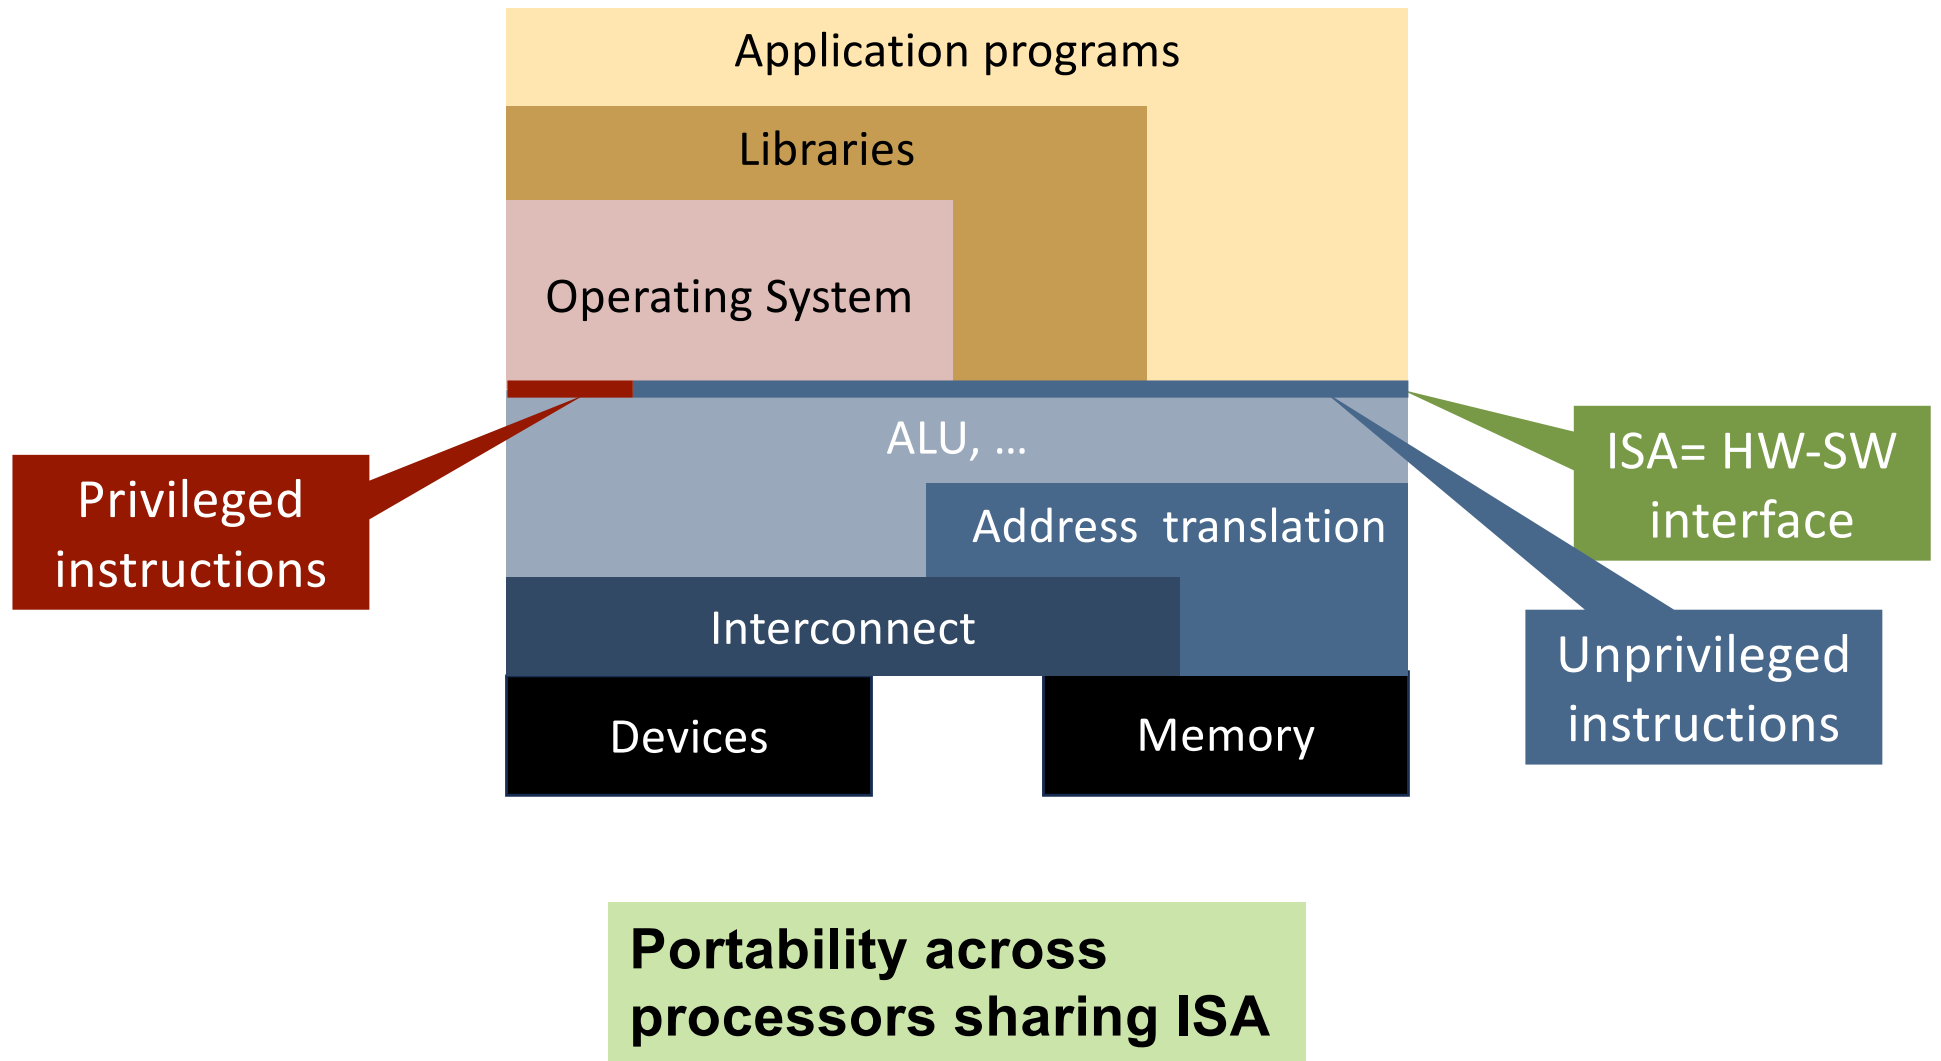 Application programs
Libraries
Operating System
ALU, ...
Privileged
instructions
ISA= HW-SW
interface
Address translation
Interconnect
Unprivileged
instructions
Devices
Memory
Portability across
processors sharing ISA